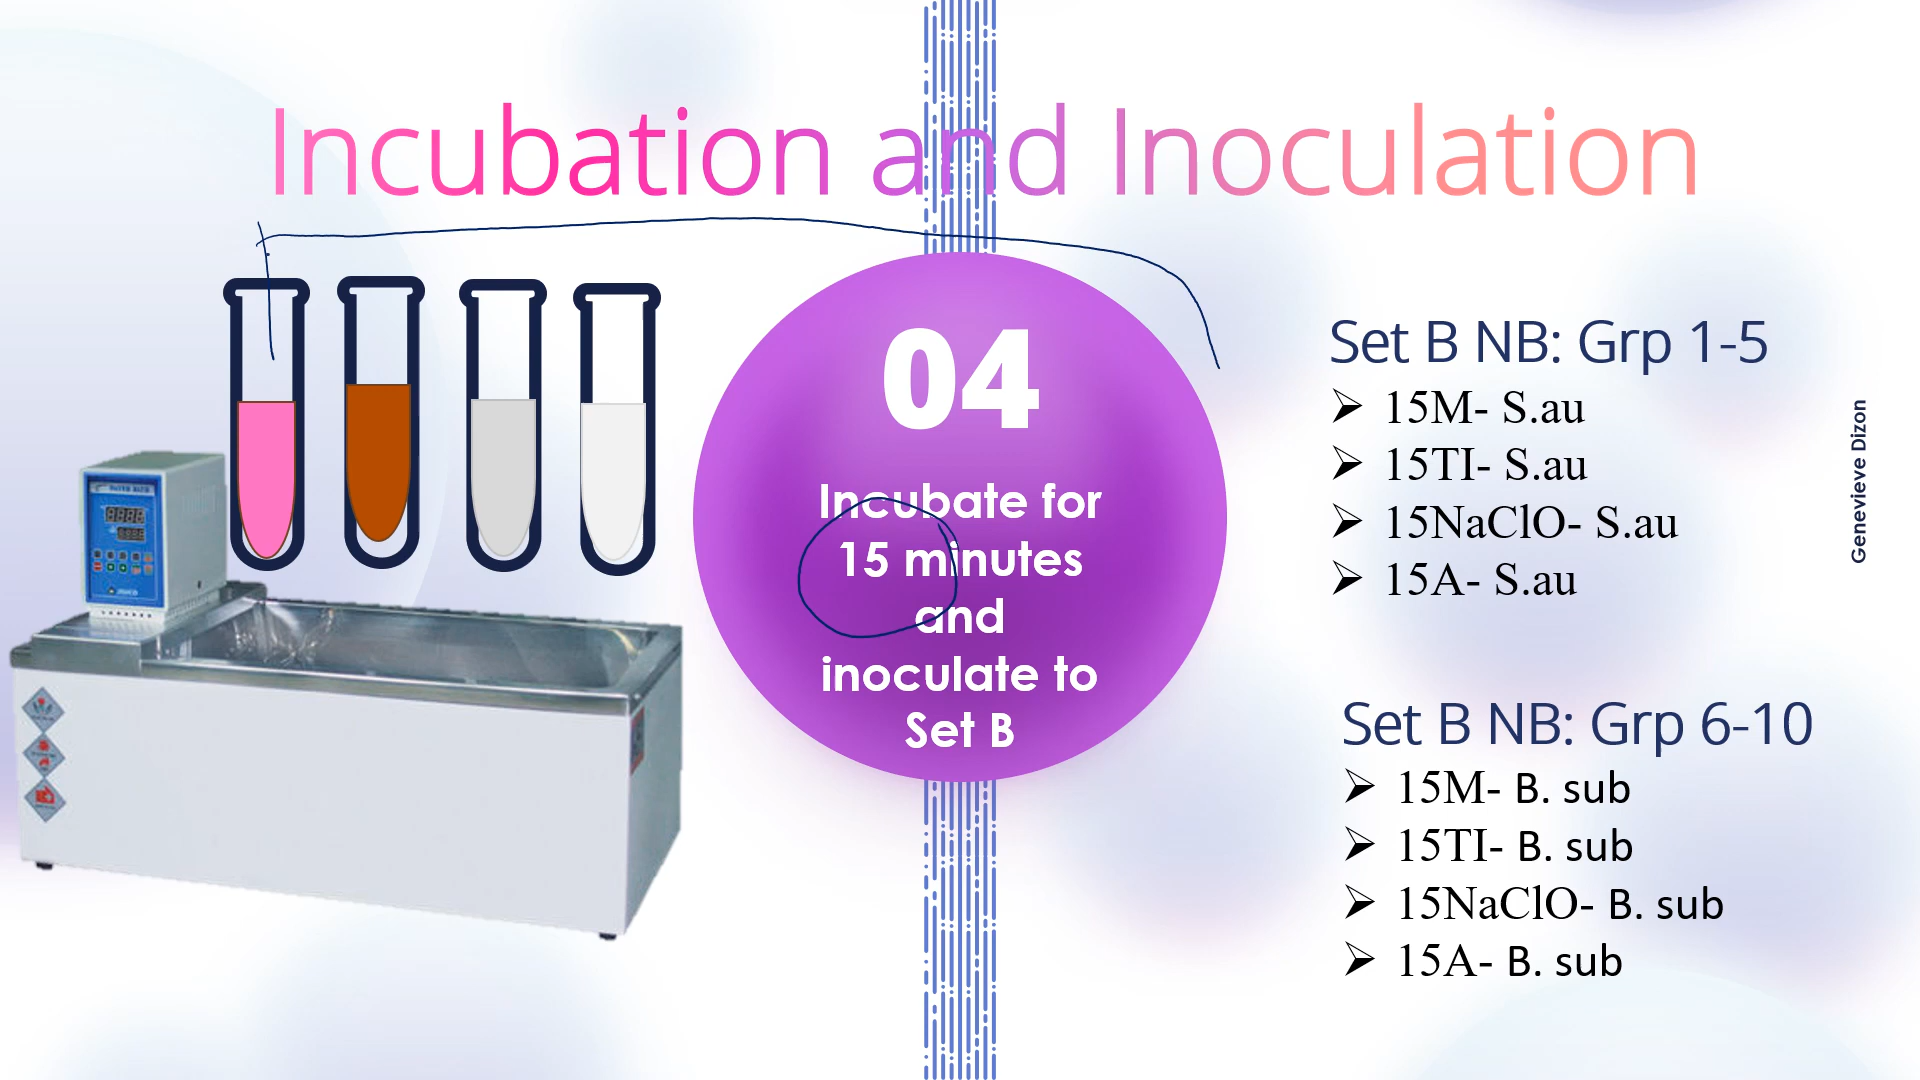 Incubation and Inoculation
04
Incubate for
15 minutes
and
inoculate to
Set B
Set B NB: Grp 1-5
➢ 15M- S.au
➢ 15TI- S.au
➢ 15NaClO- S.au
➢ 15A- S.au
Set B NB: Grp 6-10
➢ 15M- B. sub
➢ 15TI- B. sub
➢ 15NaClO- B. sub
➢ 15A- B. sub
Genevieve Dizon